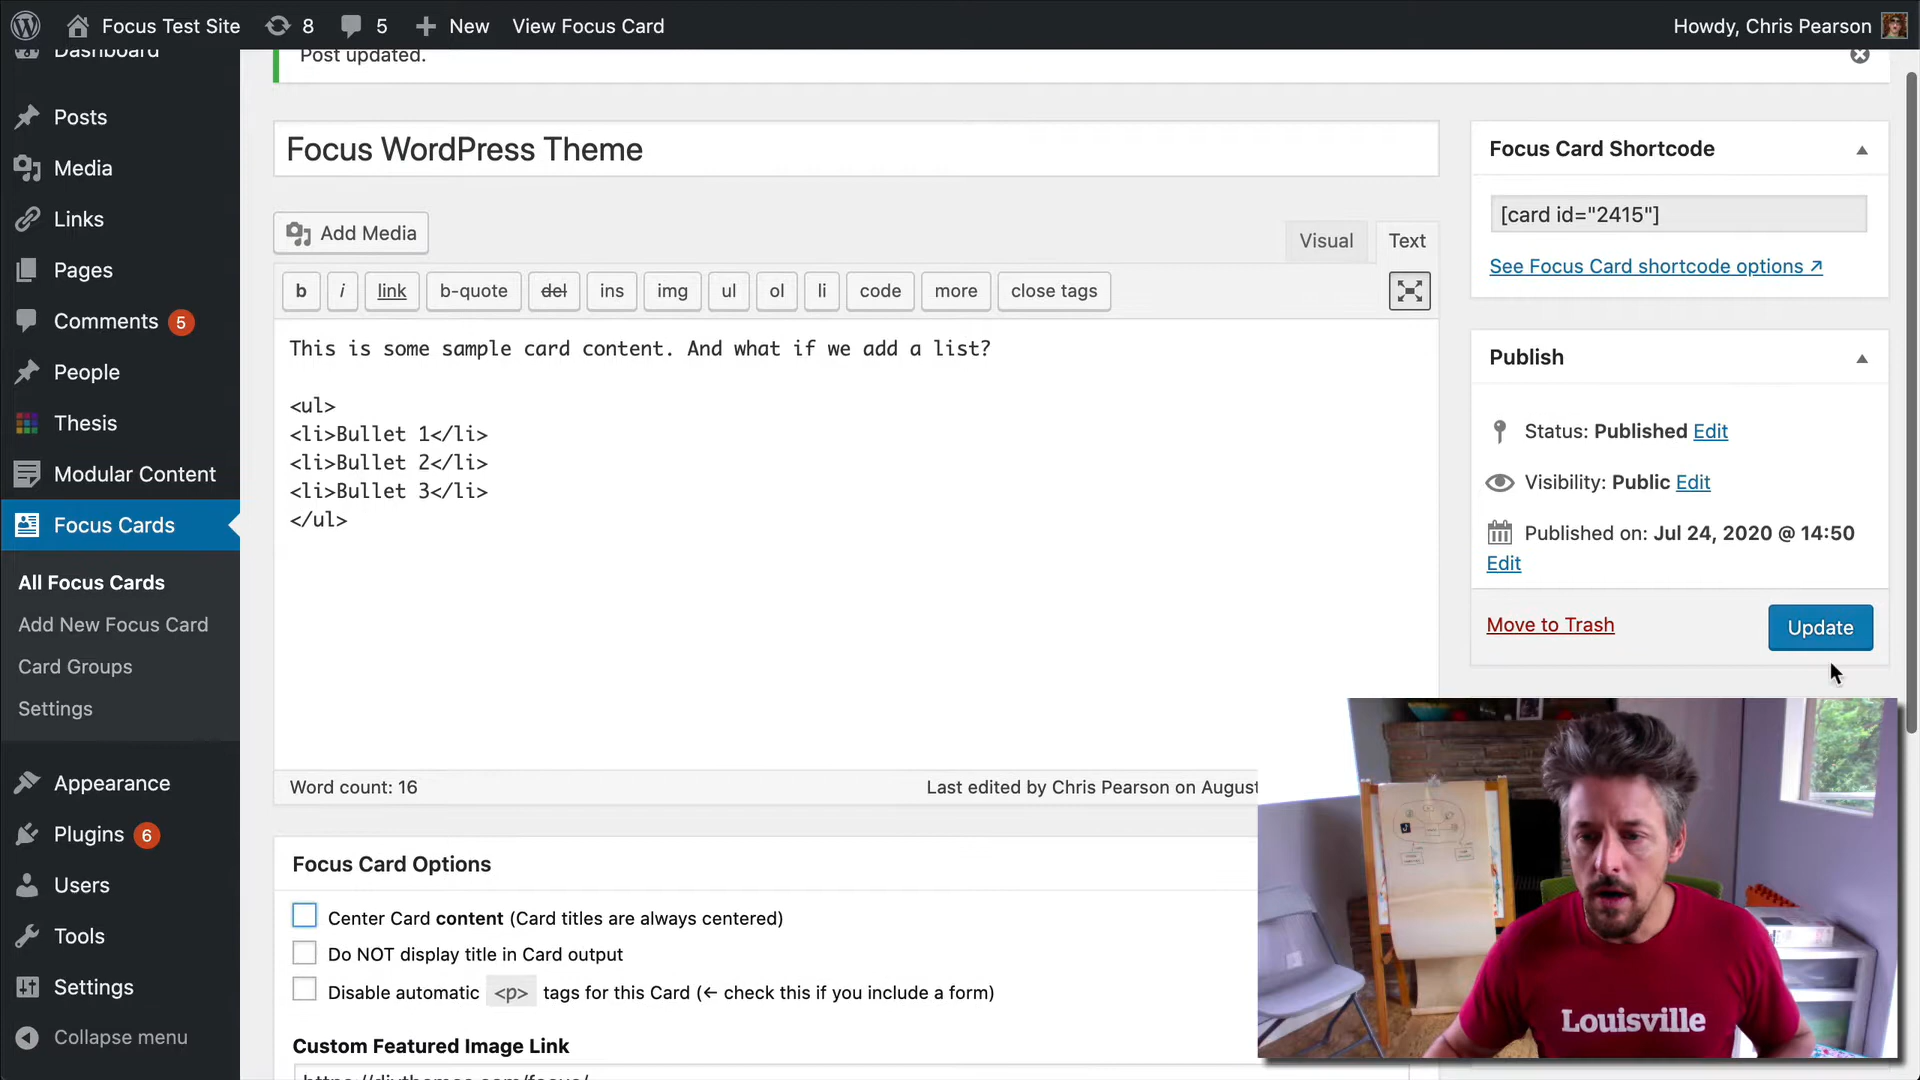 Focus Test Site 8 5 New View Focus Card Howdy, Chris Pearson
Dashboard
Posts
Media
Links
Pages
Comments 5
People
Thesis
Modular Content
Focus Cards
All Focus Cards
Add New Focus Card
Card Groups
Settings
Appearance
Plugins 6
Users
Tools
Settings
Collapse menu
Post updated.
Focus WordPress Theme
Add Media
Visual Text
b i link b-quote del ins img ul ol li code more close tags
This is some sample card content. And what if we add a list?
<ul>
<li>Bullet 1</li>
<li>Bullet 2</li>
<li>Bullet 3</li>
</ul>
Word count: 16 Last edited by Chris Pearson on August
Focus Card Options
Center Card content (Card titles are always centered)
Do NOT display title in Card output
Disable automatic <p> tags for this Card (← check this if you include a form)
Custom Featured Image Link
https://diythemes.com/focus/
Focus Card Shortcode
[card id="2415"]
See Focus Card shortcode options ↗
Publish
Status: Published Edit
Visibility: Public Edit
Published on: Jul 24, 2020 @ 14:50
Edit
Move to Trash Update
Louisville